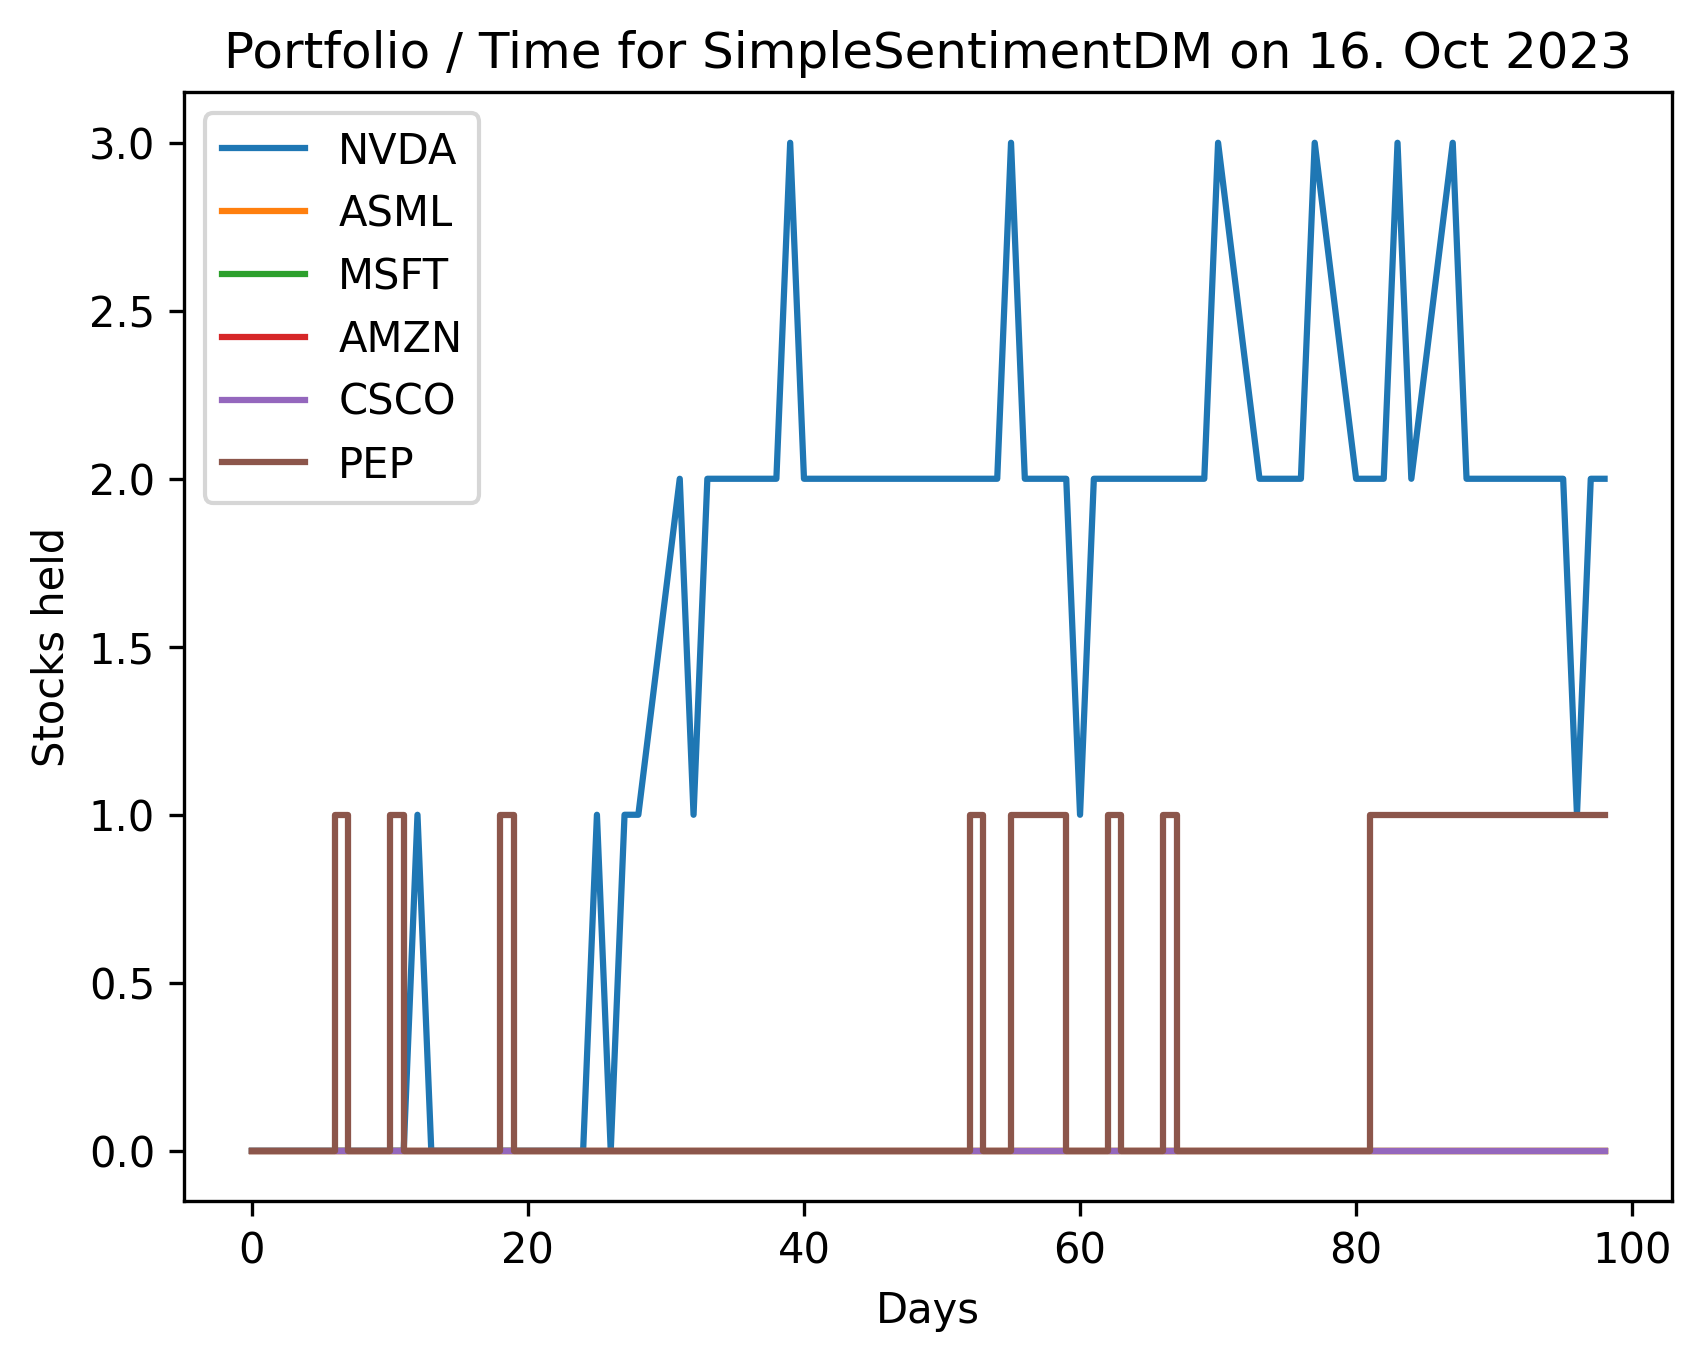 Portfolio / Time for SimpleSentimentDM on 16. Oct 2023
NVDA
ASML
MSFT
AMZN
CSCO
PEP
3.0
2.5
2.0
1.5
1.0
0.5
0.0
Stocks held
0 20 40 60 80 100
Days